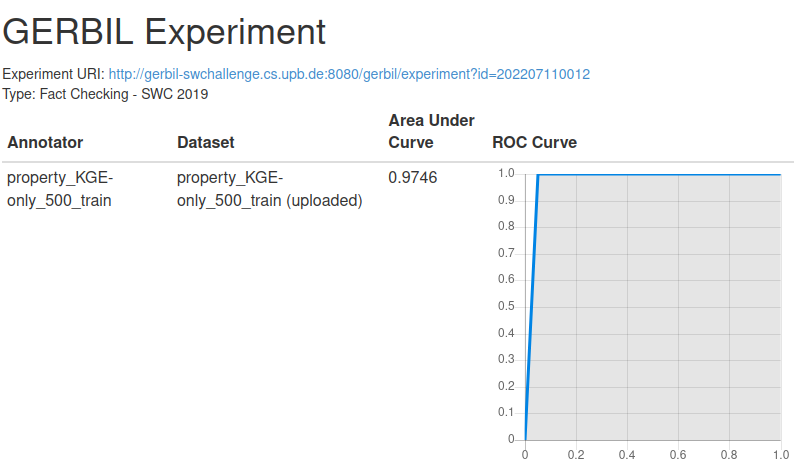 GERBIL Experiment
Experiment URI: http://gerbil-swchallenge.cs.upb.de:8080/gerbil/experiment?id=202207110012
Type: Fact Checking - SWC 2019
Annotator Dataset Area Under Curve ROC Curve
property_KGE-
only_500_train
property_KGE-
only_500_train (uploaded)
0.9746
1.0
0.9
0.8
0.7
0.6
0.5
0.4
0.3
0.2
0.1
0
0 0.2 0.4 0.6 0.8 1.0